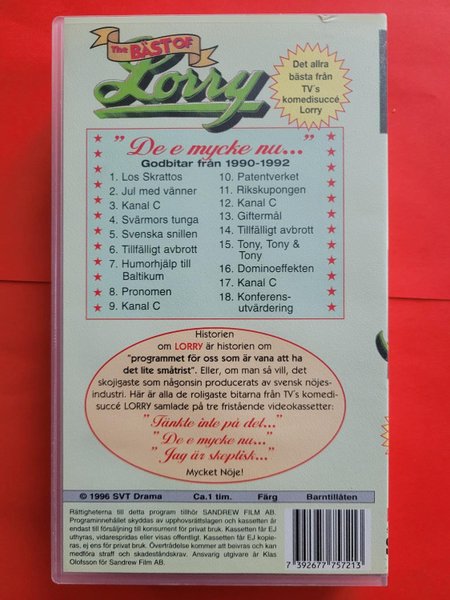 The BÄST OF
Lorry
Det allra
bästa från
TV´s
komedisuccé
Lorry
"De e mycke nu..."
Godbitar från 1990-1992
1. Los Skrattos
2. Jul med vänner
3. Kanal C
4. Svärmors tunga
5. Svenska snillen
6. Tillfälligt avbrott
7. Humorhjälp till
Baltikum
8. Pronomen
9. Kanal C
10. Patentverket
11. Rikskupongen
12. Kanal C
13. Giftermål
14. Tillfälligt avbrott
15. Tony, Tony &
Tony
16. Dominoeffekten
17. Kanal C
18. Konferens-
utvärdering
Historien
om LORRY är historien om
"programmet för oss som är vana att ha
det lite småtrist". Eller, om man så vill, det
skojigaste som någonsin producerats av svensk nöjes-
industri. Här är alla de roligaste bitarna från TV´s komedi-
succé LORRY samlade på tre fristående videokassetter:
"Tänkte inte på det..."
"De e mycke nu..."
"Jag är skeptisk..."
Mycket Nöje!
© 1996 SVT Drama Ca.1 tim. Färg Barntillåten
Rättigheterna till detta program tillhör SANDREW FILM AB.
Programinnehållet skyddas av upphovsrättslagen och kassetten är
endast till försäljning till konsument för privat bruk. Kassetten får EJ
uthyras, vidarespridas eller visas offentligt. Kassetten får EJ kopie-
ras, ej ens för privat bruk. Överträdelse kommer att beivras och kan
medföra straff och skadeståndskrav. Ansvarig utgivare är Klas
Olofsson för Sandrew Film AB.
7 392677 757213